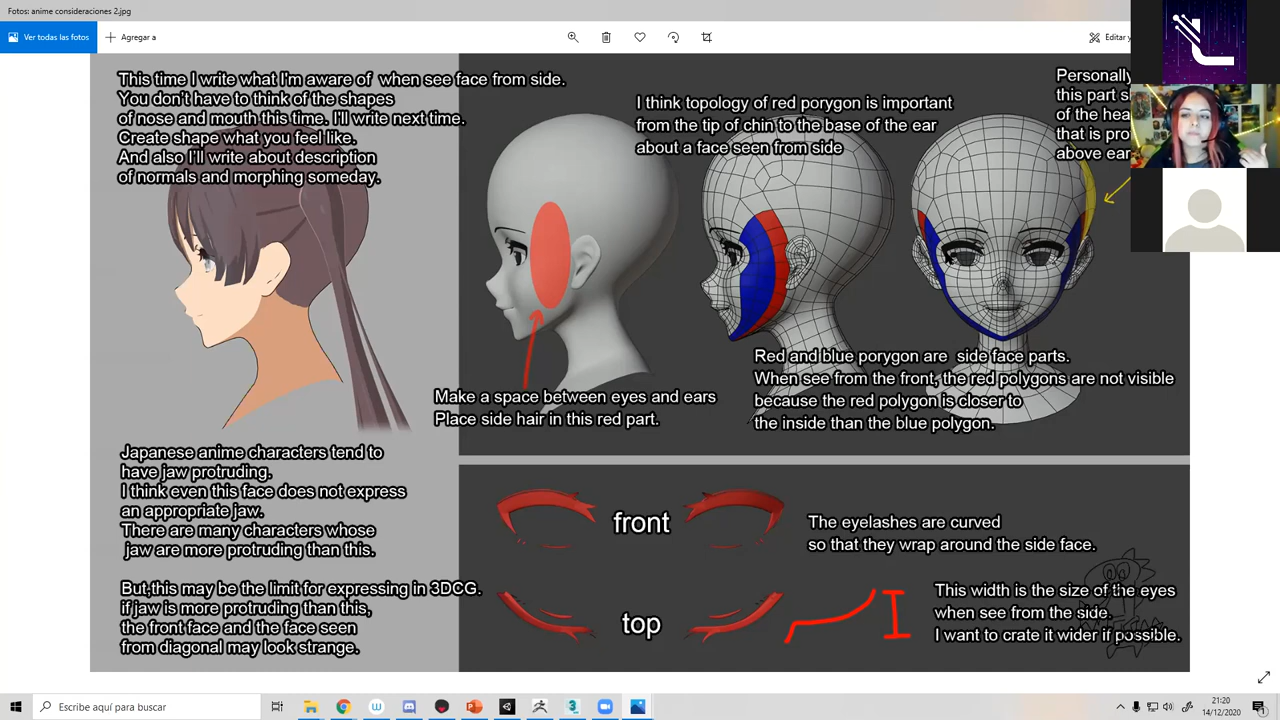 Fotos: anime consideraciones 2.jpg
Ver todas las fotos
Agregar a
Editar y
This time I write what I'm aware of when see face from side.
You don't have to think of the shapes
of nose and mouth this time. I'll write next time.
Create shape what you feel like.
And also I'll write about description
of normals and morphing someday.
I think topology of red porygon is important
from the tip of chin to the base of the ear
about a face seen from side
Personally
this part s
of the hea
that is pro
above ear
Make a space between eyes and ears
Place side hair in this red part.
Red and blue porygon are side face parts.
When see from the front, the red polygons are not visible
because the red polygon is closer to
the inside than the blue polygon.
Japanese anime characters tend to
have jaw protruding.
I think even this face does not express
an appropriate jaw.
There are many characters whose
jaw are more protruding than this.
But,this may be the limit for expressing in 3DCG.
if jaw is more protruding than this,
the front face and the face seen
from diagonal may look strange.
front
The eyelashes are curved
so that they wrap around the side face.
top
This width is the size of the eyes
when see from the side.
I want to crate it wider if possible.
Escribe aquí para buscar
21:20
14/12/2020